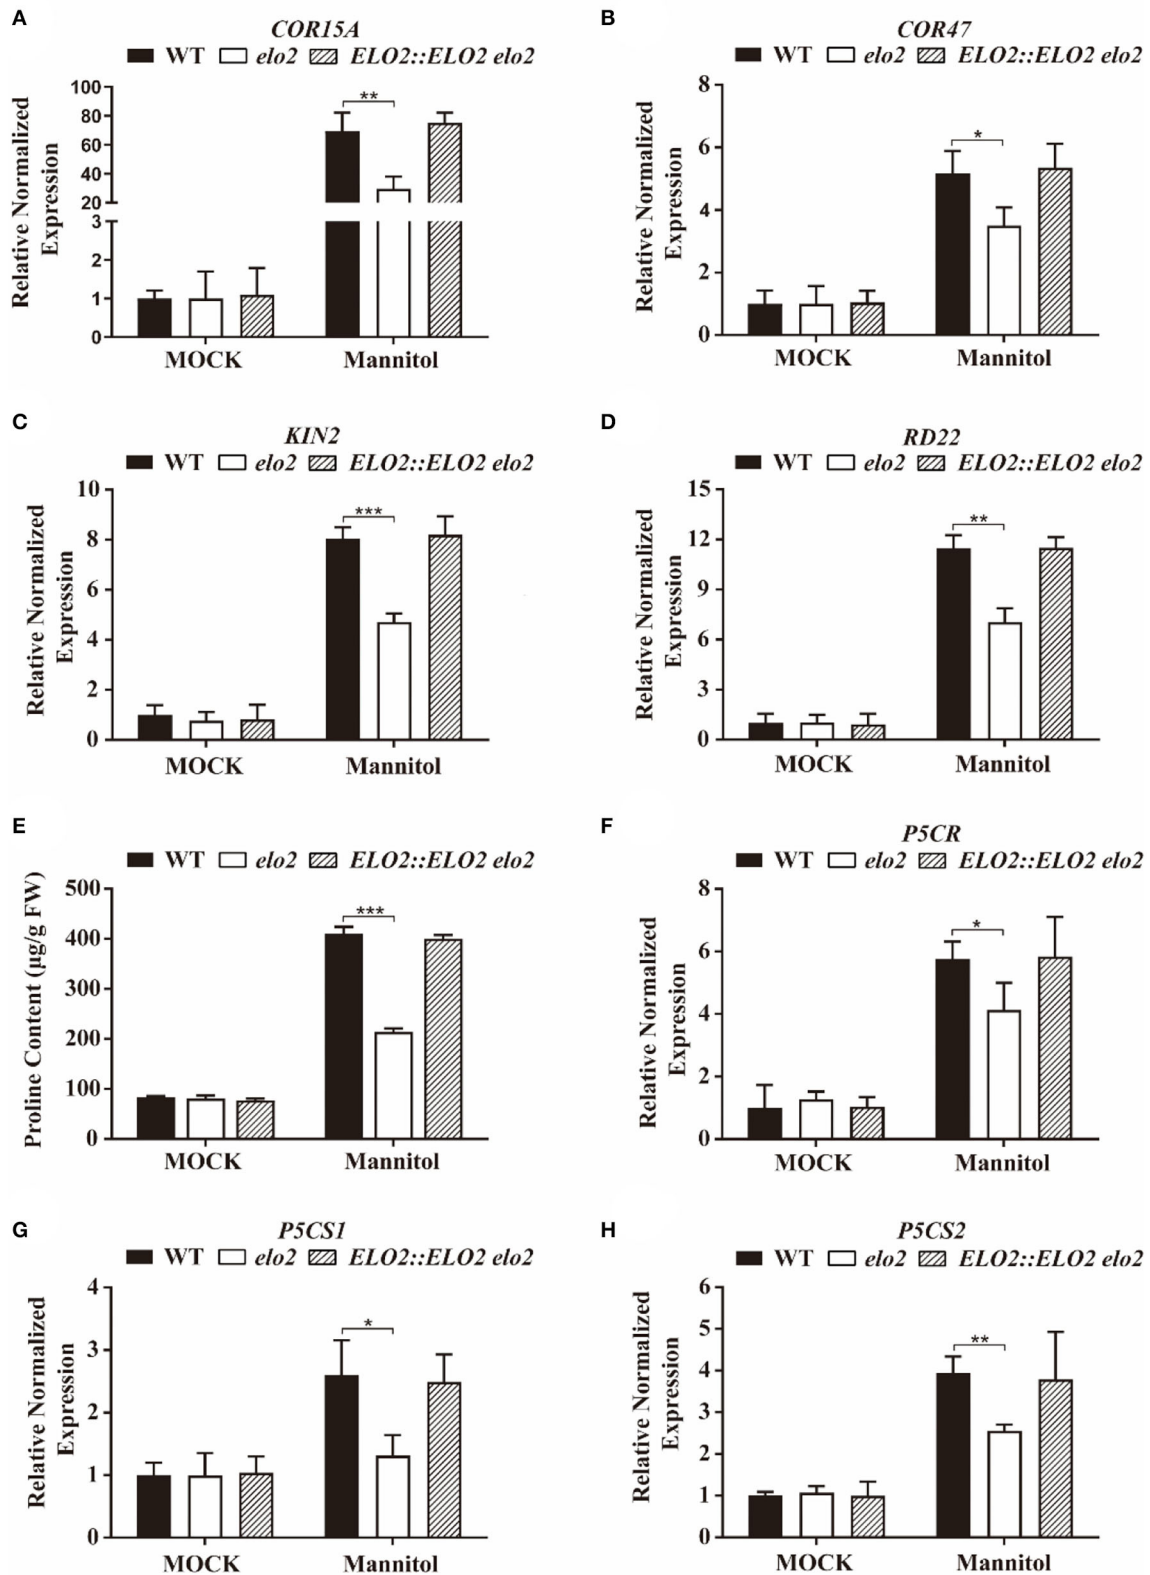 A
COR15A
WT elo2 ELO2::ELO2 elo2
Relative Normalized
Expression
100
80
60
40
20
3
2
1
0
**
MOCK Mannitol
B
COR47
WT elo2 ELO2::ELO2 elo2
Relative Normalized
Expression
8
6
4
2
0
*
MOCK Mannitol
C
KIN2
WT elo2 ELO2::ELO2 elo2
Relative Normalized
Expression
10
8
6
4
2
0
***
MOCK Mannitol
D
RD22
WT elo2 ELO2::ELO2 elo2
Relative Normalized
Expression
15
12
9
6
3
0
**
MOCK Mannitol
E
WT elo2 ELO2::ELO2 elo2
Proline Content (µg/g FW)
500
400
300
200
100
0
***
MOCK Mannitol
F
P5CR
WT elo2 ELO2::ELO2 elo2
Relative Normalized
Expression
8
6
4
2
0
*
MOCK Mannitol
G
P5CS1
WT elo2 ELO2::ELO2 elo2
Relative Normalized
Expression
4
3
2
1
0
*
MOCK Mannitol
H
P5CS2
WT elo2 ELO2::ELO2 elo2
Relative Normalized
Expression
6
5
4
3
2
1
0
**
MOCK Mannitol